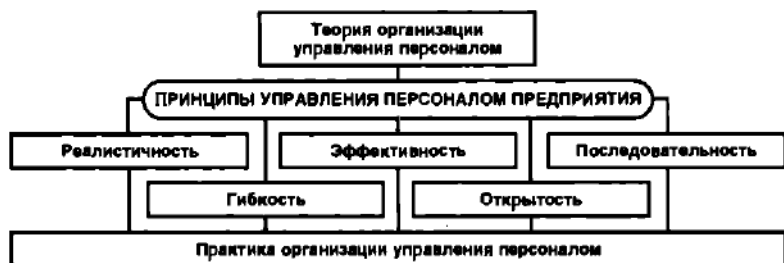 Теория организации
управления персоналом
ПРИНЦИПЫ УПРАВЛЕНИЯ ПЕРСОНАЛОМ ПРЕДПРИЯТИЯ
Реалистичность
Эффективность
Последовательность
Гибкость
Открытость
Практика организации управления персоналом